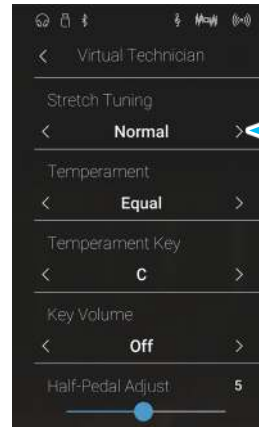 Virtual Technician
Stretch Tuning
Normal
Temperament
Equal
Temperament Key
C
Key Volume
Off
Half-Pedal Adjust 5